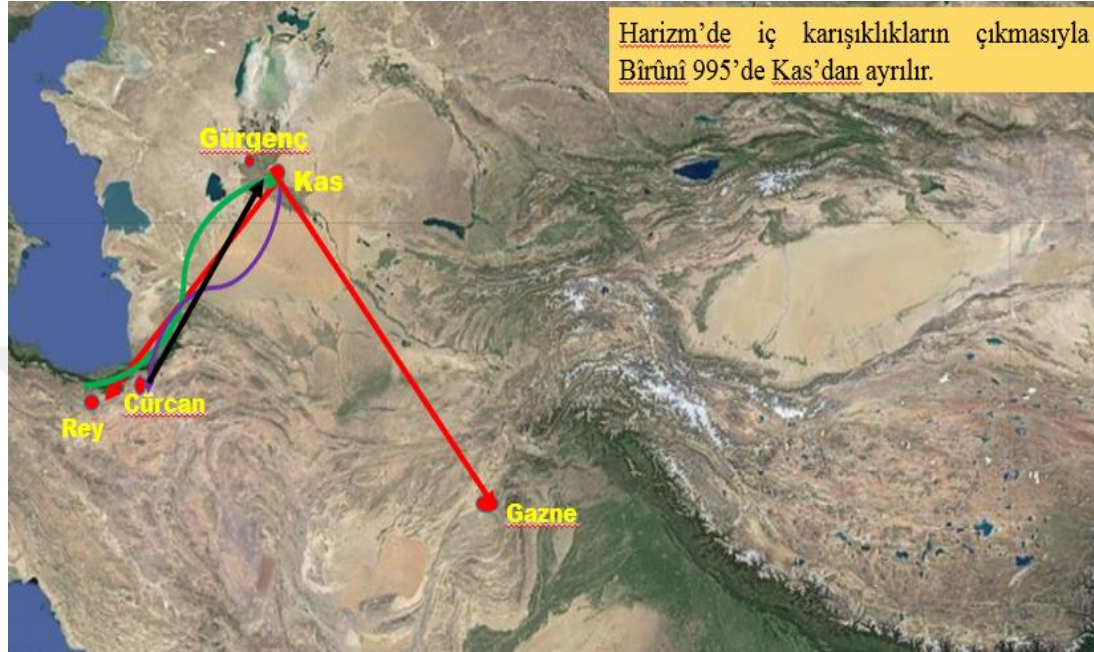 Harizm’de iç karışıklıkların çıkmasıyla
Bîrûnî 995’de Kas’dan ayrılır.
Gürgenç
Kas
Cürcan
Rey
Gazne